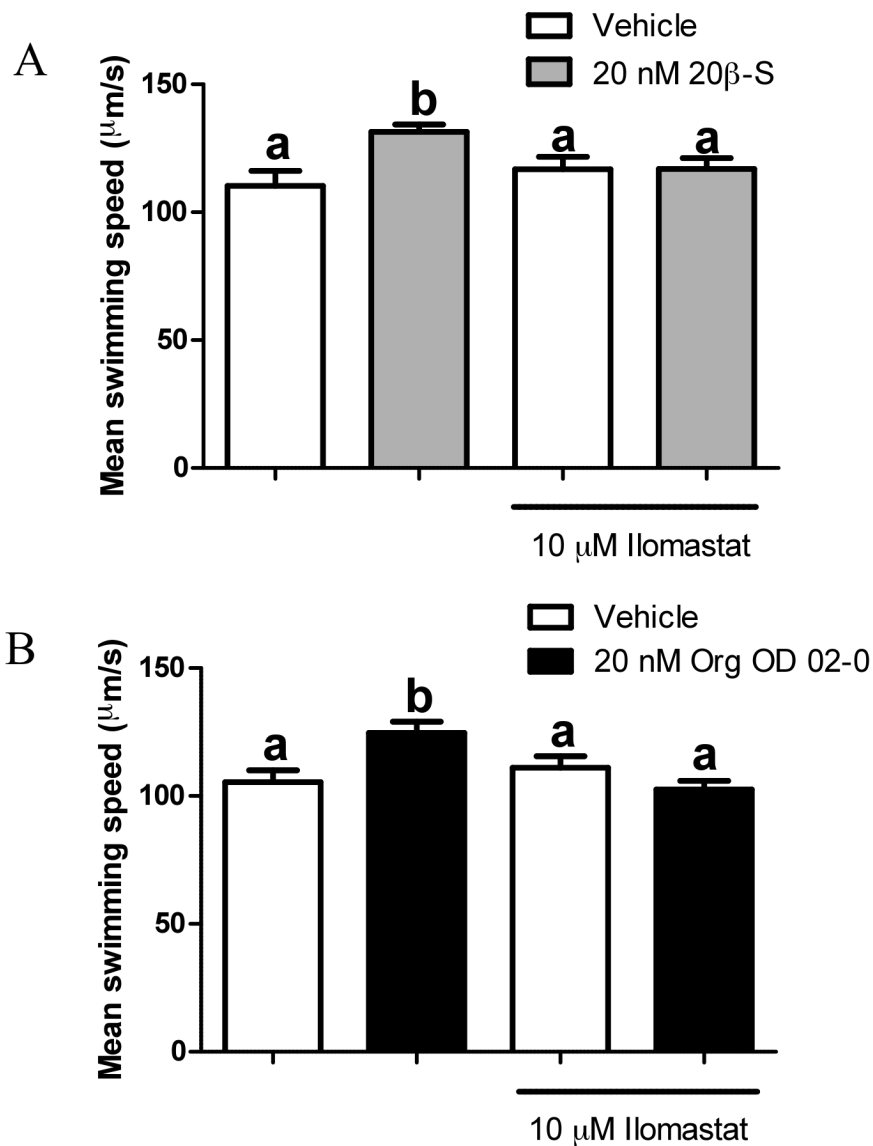 A
Vehicle
20 nM 20β-S
Mean swimming speed (μm/s)
150
100
50
0
a
b
a
a
10 μM Ilomastat
B
Vehicle
20 nM Org OD 02-0
Mean swimming speed (μm/s)
150
100
50
0
a
b
a
a
10 μM Ilomastat